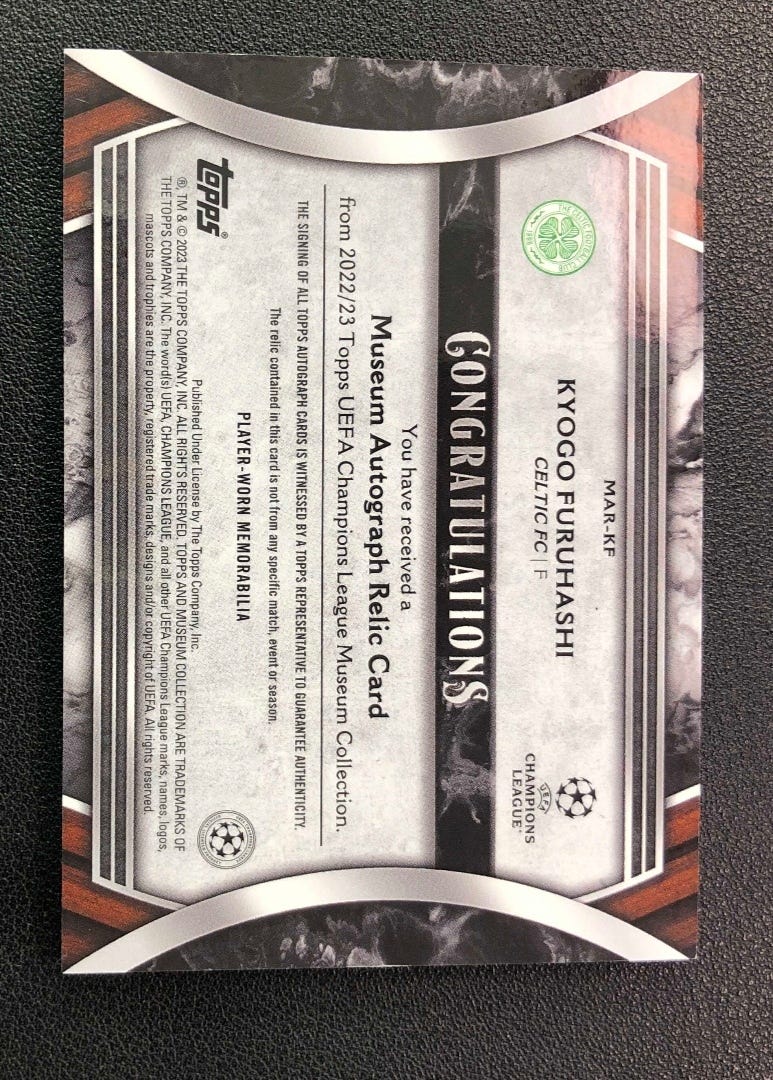 MAR-KF
KYOGO FURUHASHI
CELTIC FC | F
THE CELTIC FOOTBALL CLUB
1888
UEFA
CHAMPIONS
LEAGUE
CONGRATULATIONS
You have received a
Museum Autograph Relic Card
from 2022/23 Topps UEFA Champions League Museum Collection.
THE SIGNING OF ALL TOPPS AUTOGRAPH CARDS IS WITNESSED BY A TOPPS REPRESENTATIVE TO GUARANTEE AUTHENTICITY.
The relic contained in this card is not from any specific match, event or season.
PLAYER-WORN MEMORABILIA
topps®
Published Under License by The Topps Company, Inc.
®, TM & © 2023 THE TOPPS COMPANY, INC. ALL RIGHTS RESERVED. TOPPS AND MUSEUM COLLECTION ARE TRADEMARKS OF
THE TOPPS COMPANY, INC. The word(s) UEFA, CHAMPIONS LEAGUE, and all other UEFA Champions League marks, names, logos,
mascots and trophies are the property, registered trade marks, designs and/or copyright of UEFA. All rights reserved.